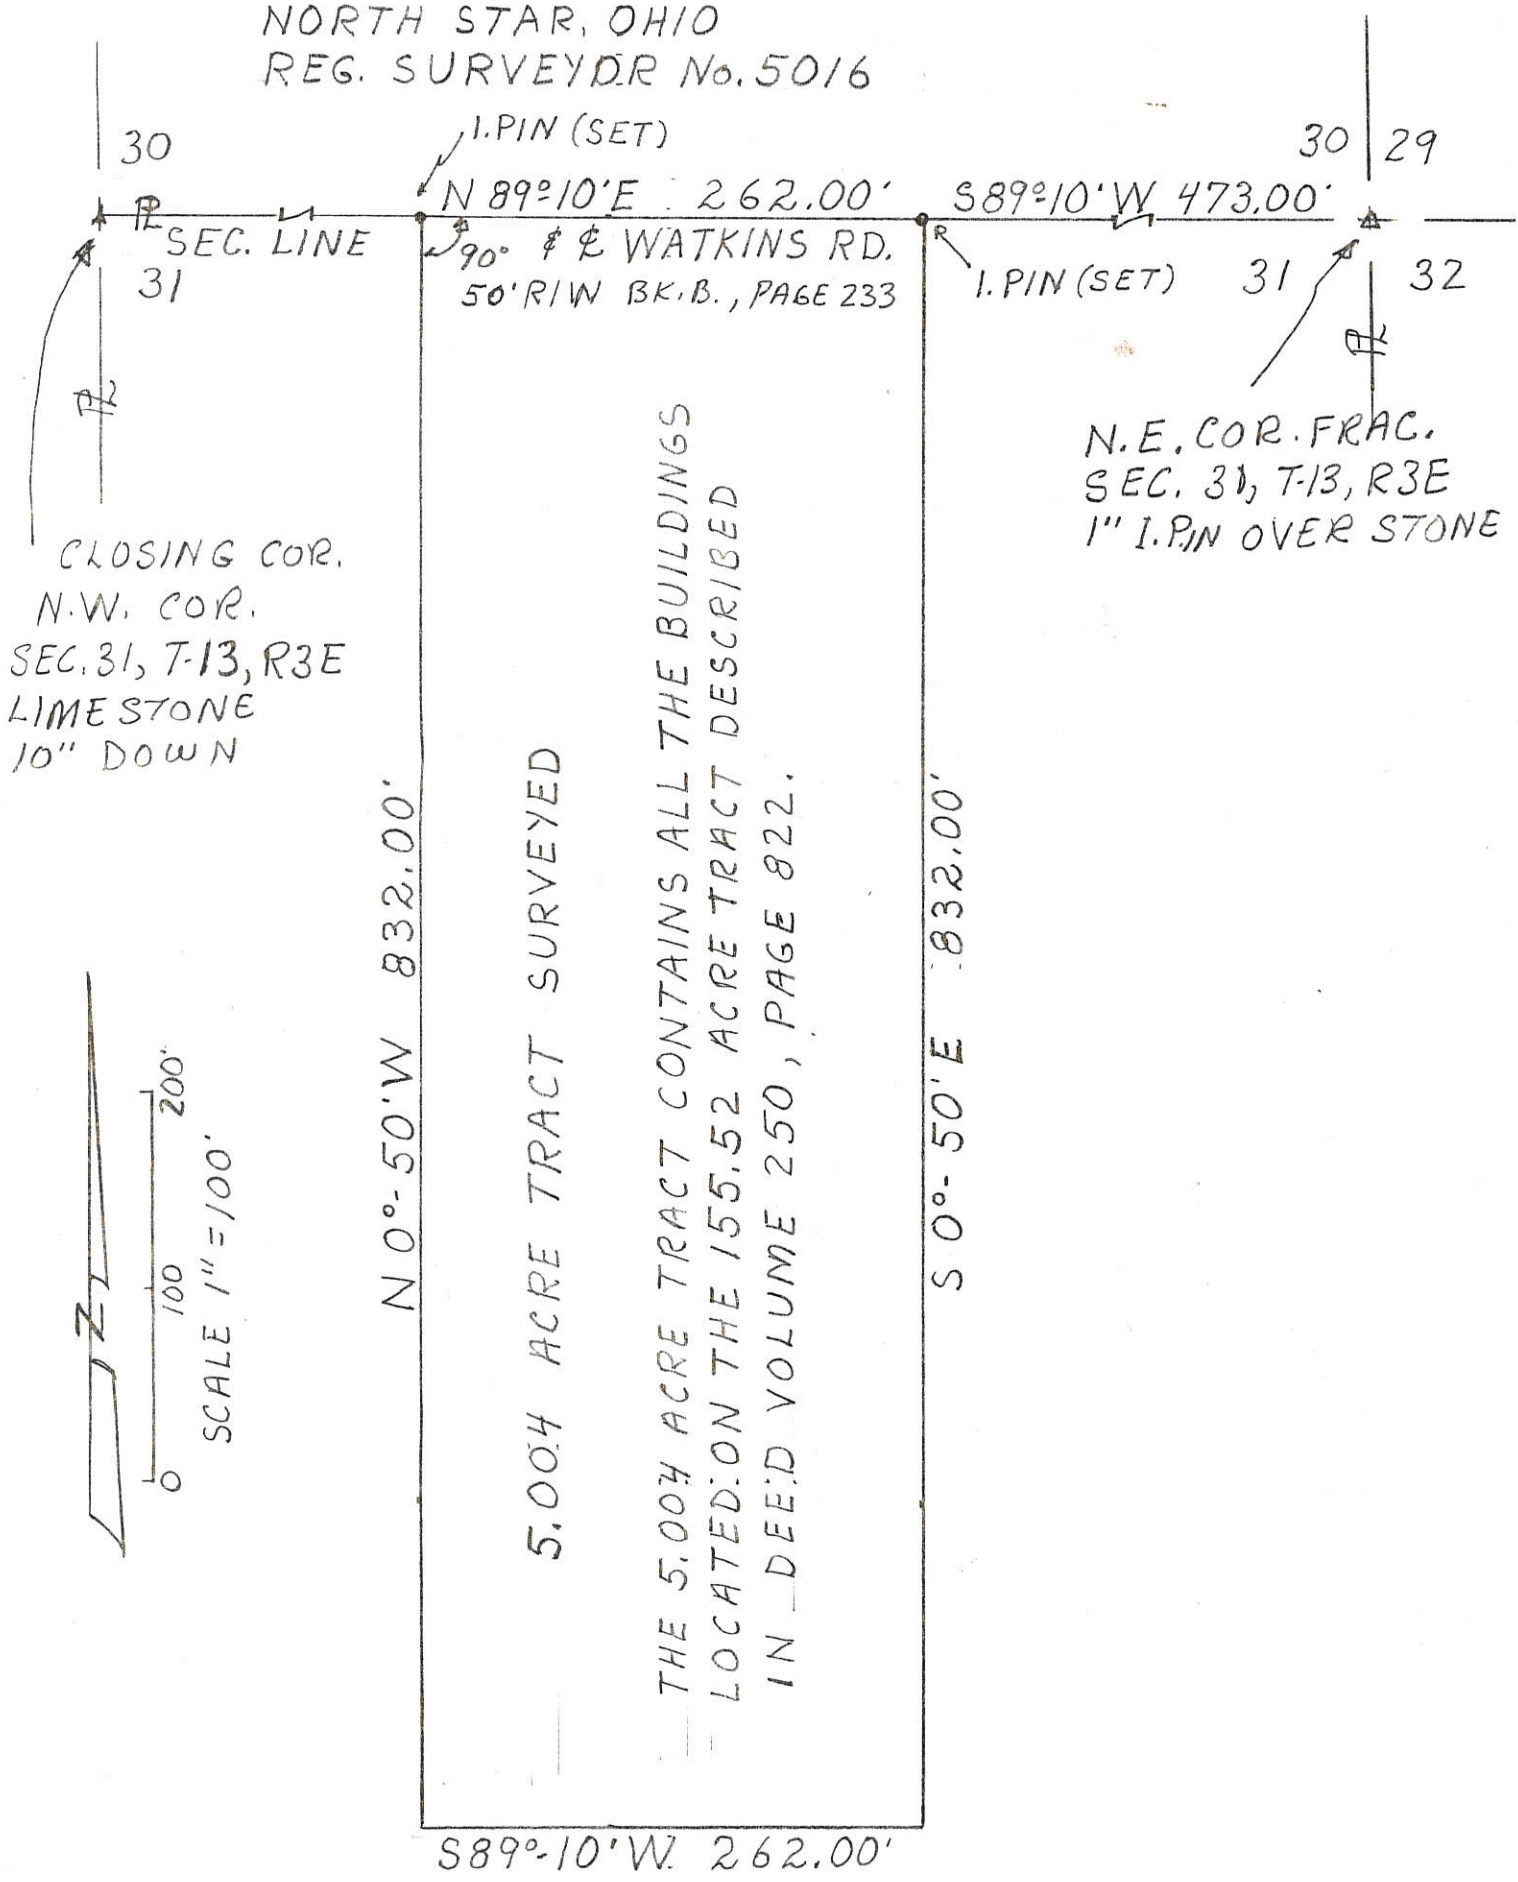 NORTH STAR, OHIO
REG. SURVEYOR No. 5016
I.PIN (SET)
30
30
29
N 89°-10'E 262.00'
S89°-10'W 473.00'
SEC. LINE
90°
& ℄ WATKINS RD.
50' R/W BK.B., PAGE 233
I.PIN (SET)
31
31
32
℄
℄
℄
N.E. COR. FRAC.
SEC. 31, T-13, R3E
1" I.PIN OVER STONE
CLOSING COR.
N.W. COR.
SEC. 31, T-13, R3E
LIMESTONE
10" DOWN
N 0°-50'W 832.00'
5.004 ACRE TRACT SURVEYED
THE 5.004 ACRE TRACT CONTAINS ALL THE BUILDINGS
LOCATED ON THE 155.52 ACRE TRACT DESCRIBED
IN DEED VOLUME 250, PAGE 822.
S 0°-50'E 832.00'
N
0 100 200'
SCALE 1"=100'
S89°-10'W. 262.00'